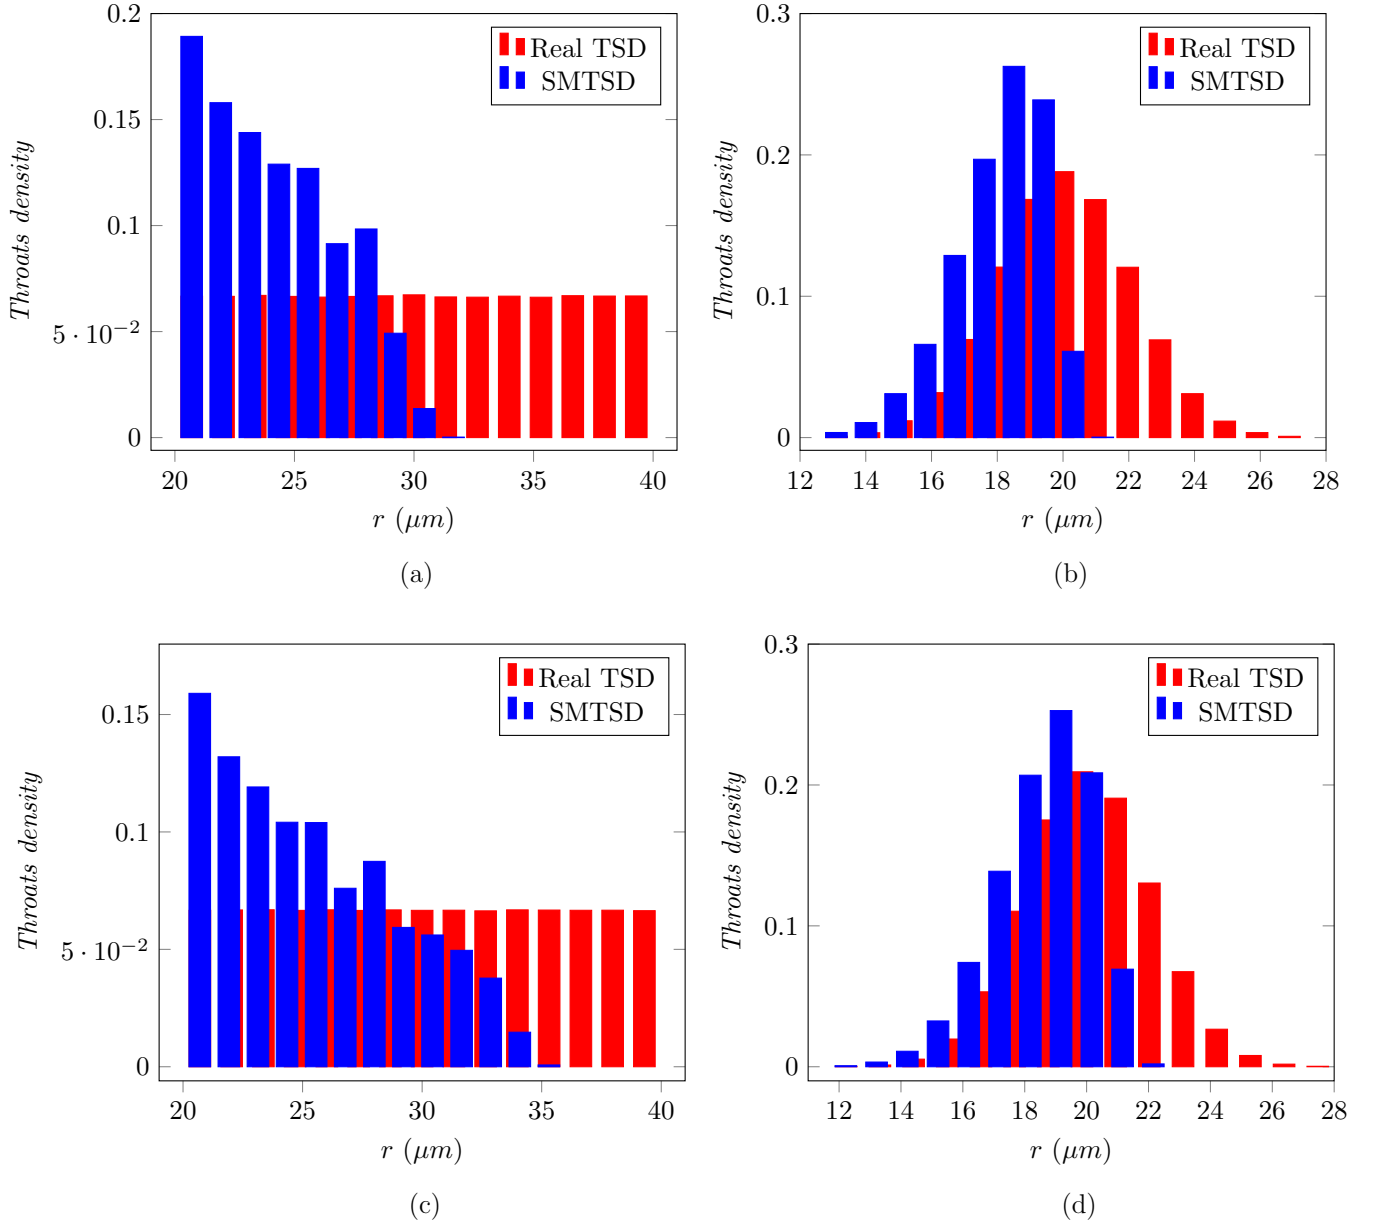 0.2
0.15
0.1
5 · 10⁻²
0
Throats density
Real TSD
SMTSD
20 25 30 35 40
r (μm)
(a)
0.3
0.2
0.1
0
Throats density
Real TSD
SMTSD
12 14 16 18 20 22 24 26 28
r (μm)
(b)
0.15
0.1
5 · 10⁻²
0
Throats density
Real TSD
SMTSD
20 25 30 35 40
r (μm)
(c)
0.3
0.2
0.1
0
Throats density
Real TSD
SMTSD
12 14 16 18 20 22 24 26 28
r (μm)
(d)